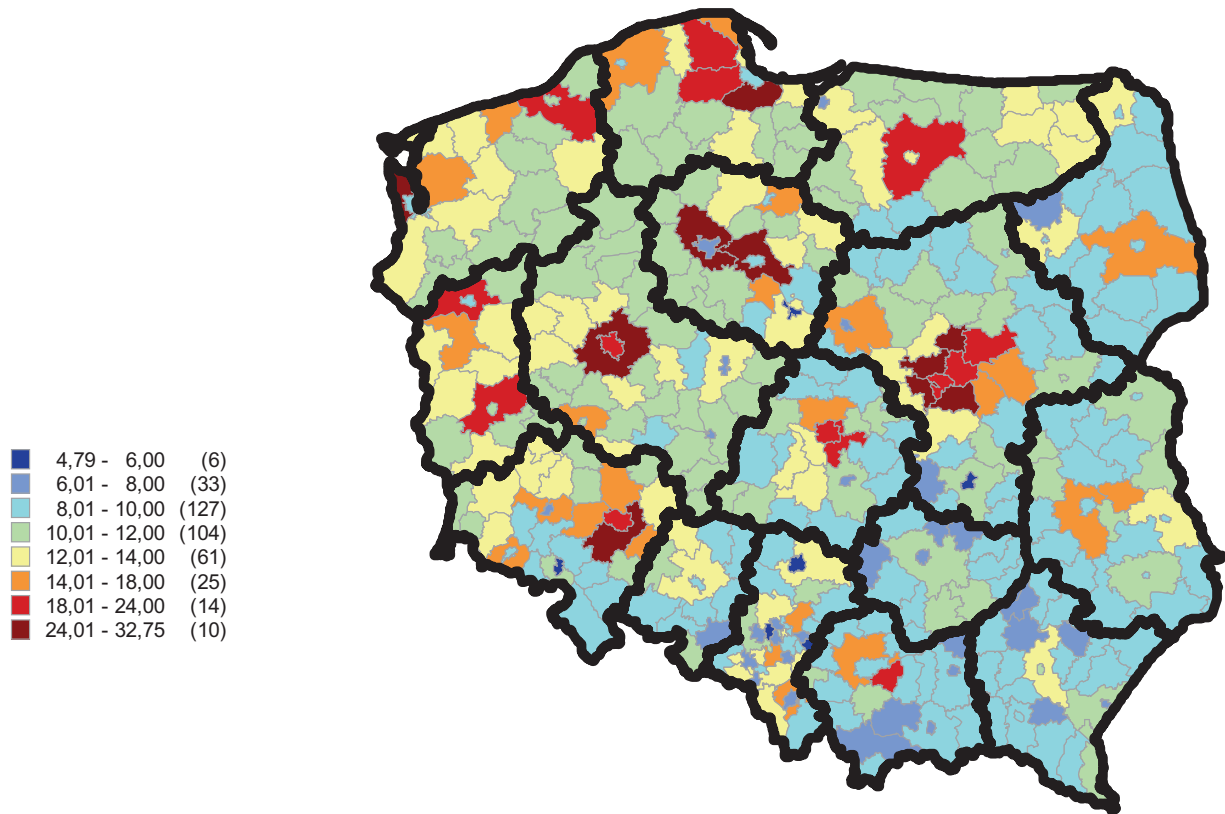 4,79 - 6,00 (6)
6,01 - 8,00 (33)
8,01 - 10,00 (127)
10,01 - 12,00 (104)
12,01 - 14,00 (61)
14,01 - 18,00 (25)
18,01 - 24,00 (14)
24,01 - 32,75 (10)